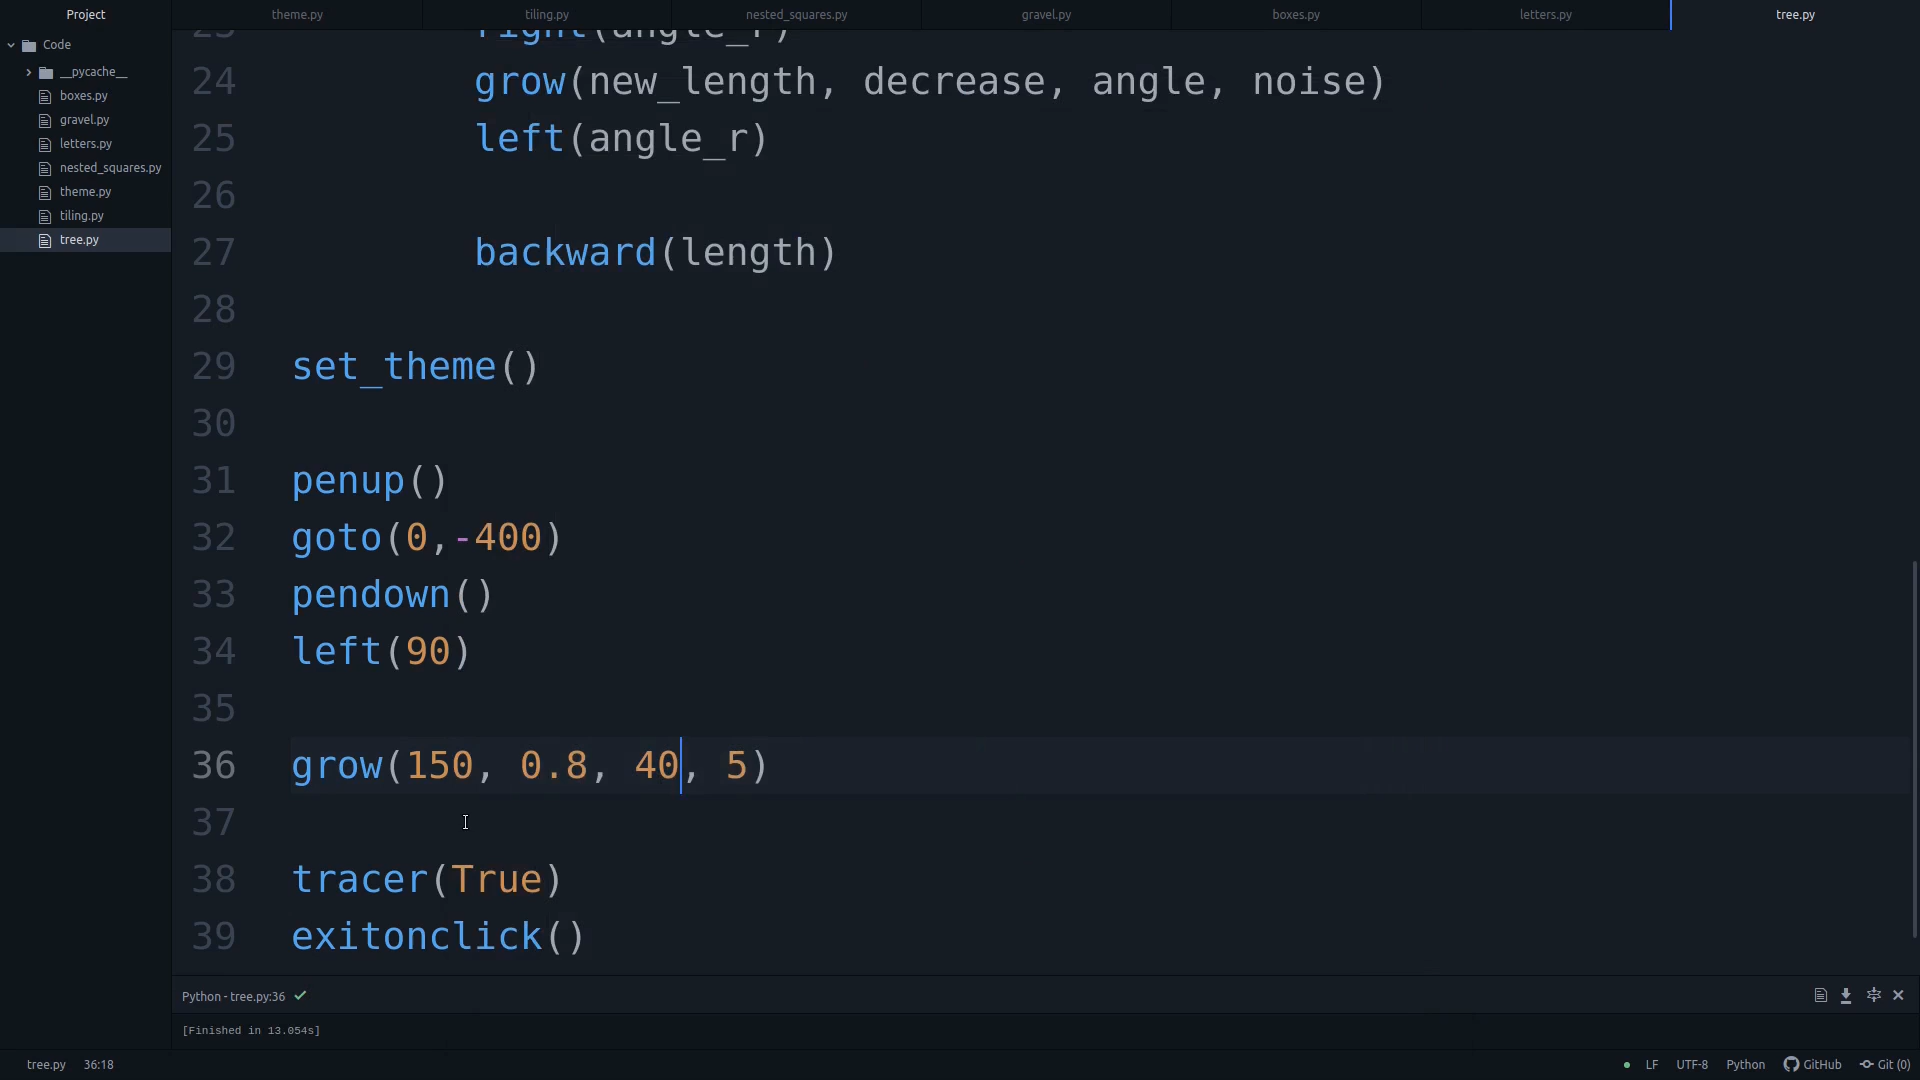 Project
theme.py
tiling.py
nested_squares.py
gravel.py
boxes.py
letters.py
tree.py
Code
__pycache__
boxes.py
gravel.py
letters.py
nested_squares.py
theme.py
tiling.py
tree.py
23 right(angle_r)
24 grow(new_length, decrease, angle, noise)
25 left(angle_r)
26
27 backward(length)
28
29 set_theme()
30
31 penup()
32 goto(0,-400)
33 pendown()
34 left(90)
35
36 grow(150, 0.8, 40, 5)
37
38 tracer(True)
39 exitonclick()
Python - tree.py:36
[Finished in 13.054s]
tree.py 36:18
LF UTF-8 Python GitHub Git (0)